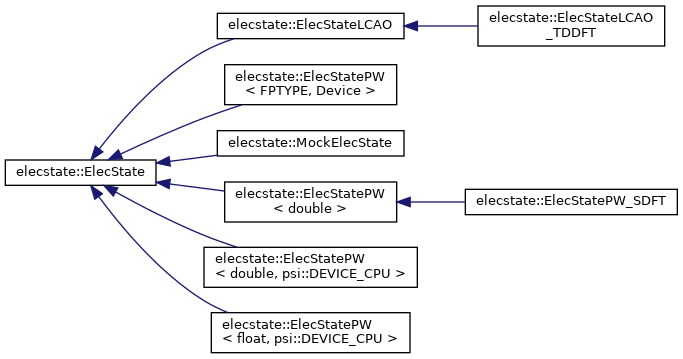 elecstate::ElecStateLCAO
elecstate::ElecStateLCAO
_TDDFT
elecstate::ElecStatePW
< FPTYPE, Device >
elecstate::MockElecState
elecstate::ElecState
elecstate::ElecStatePW
< double >
elecstate::ElecStatePW_SDFT
elecstate::ElecStatePW
< double, psi::DEVICE_CPU >
elecstate::ElecStatePW
< float, psi::DEVICE_CPU >